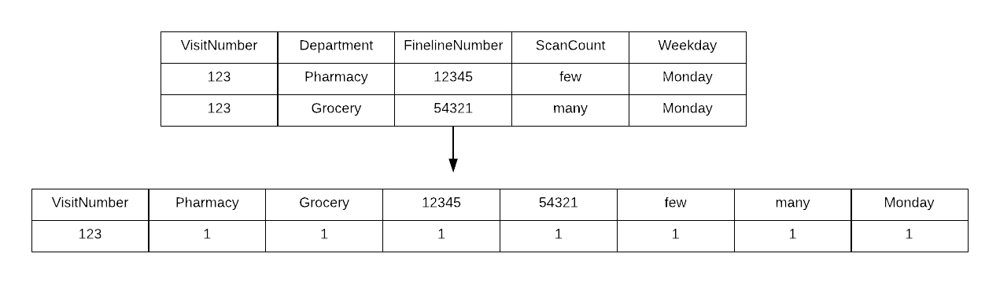 VisitNumber Department FinelineNumber ScanCount Weekday
123 Pharmacy 12345 few Monday
123 Grocery 54321 many Monday
VisitNumber Pharmacy Grocery 12345 54321 few many Monday
123 1 1 1 1 1 1 1